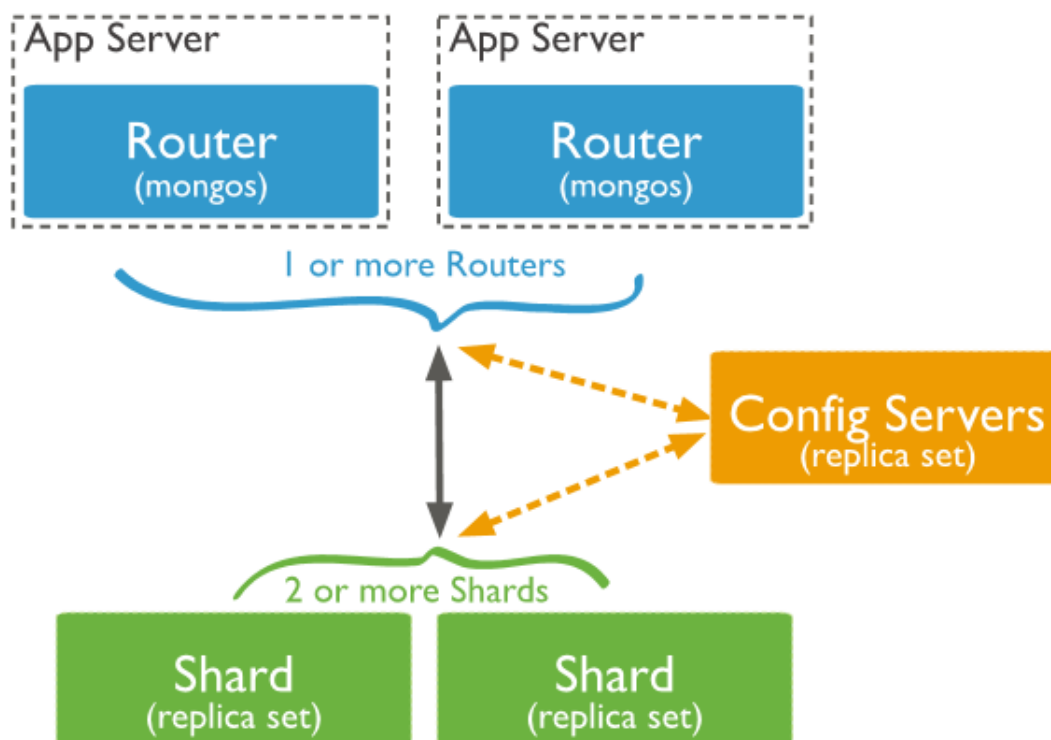 App Server
Router
(mongos)
App Server
Router
(mongos)
1 or more Routers
Config Servers
(replica set)
2 or more Shards
Shard
(replica set)
Shard
(replica set)